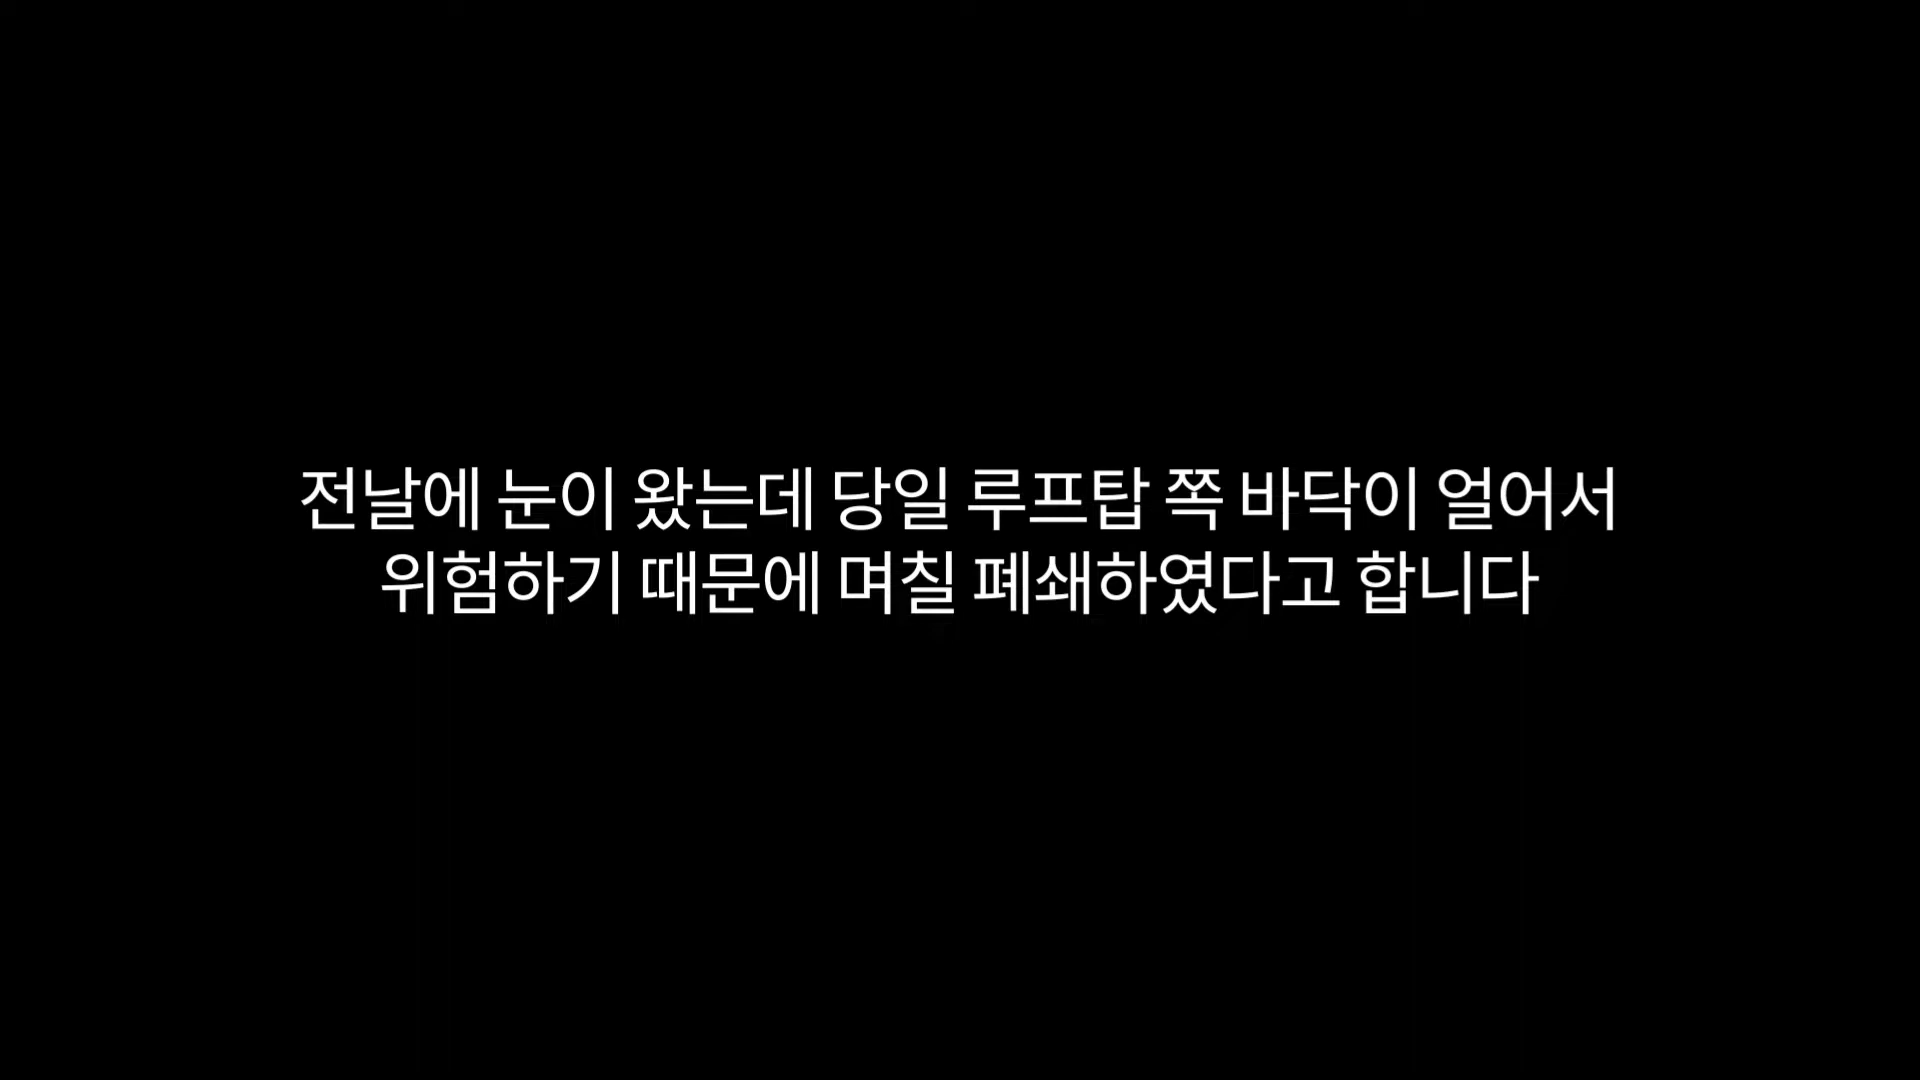 전날에 눈이 왔는데 당일 루프탑 쪽 바닥이 얼어서
위험하기 때문에 며칠 폐쇄하였다고 합니다